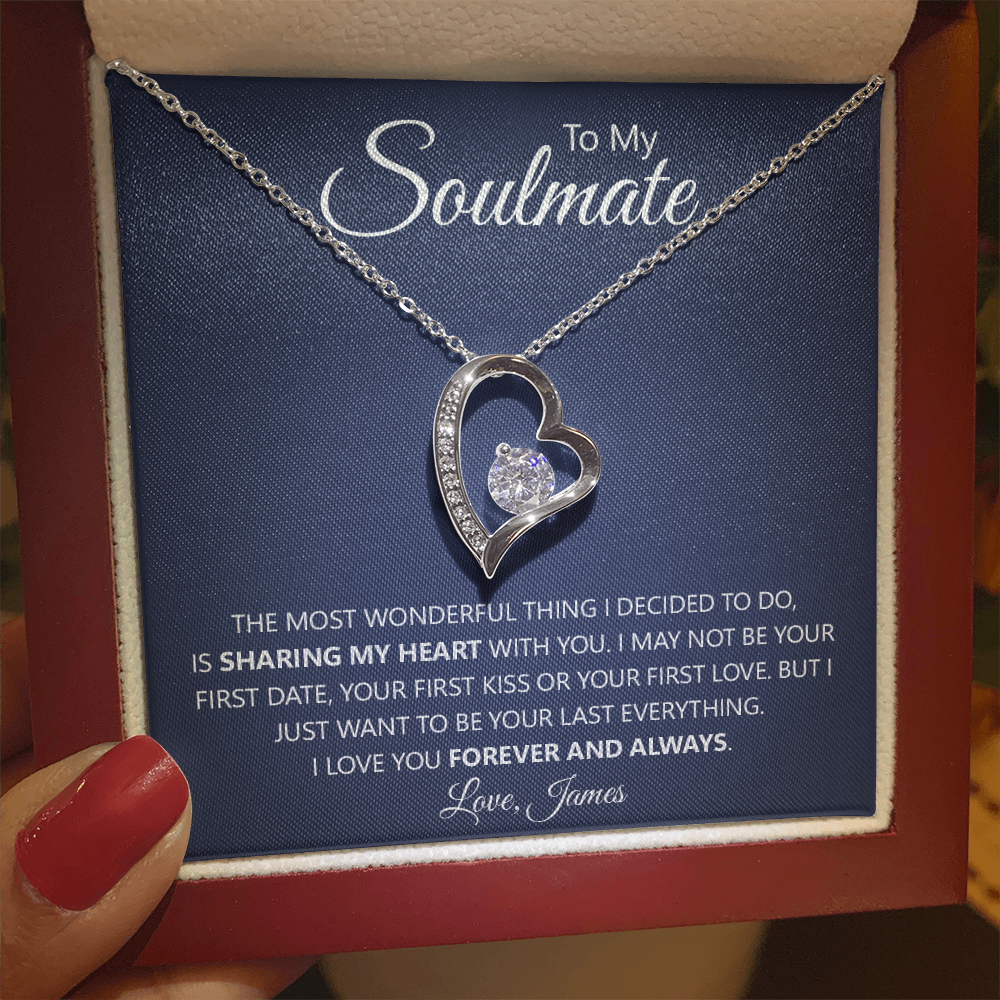 To My
Soulmate
THE MOST WONDERFUL THING I DECIDED TO DO,
IS SHARING MY HEART WITH YOU. I MAY NOT BE YOUR
FIRST DATE, YOUR FIRST KISS OR YOUR FIRST LOVE. BUT I
JUST WANT TO BE YOUR LAST EVERYTHING.
I LOVE YOU FOREVER AND ALWAYS.
Love, James